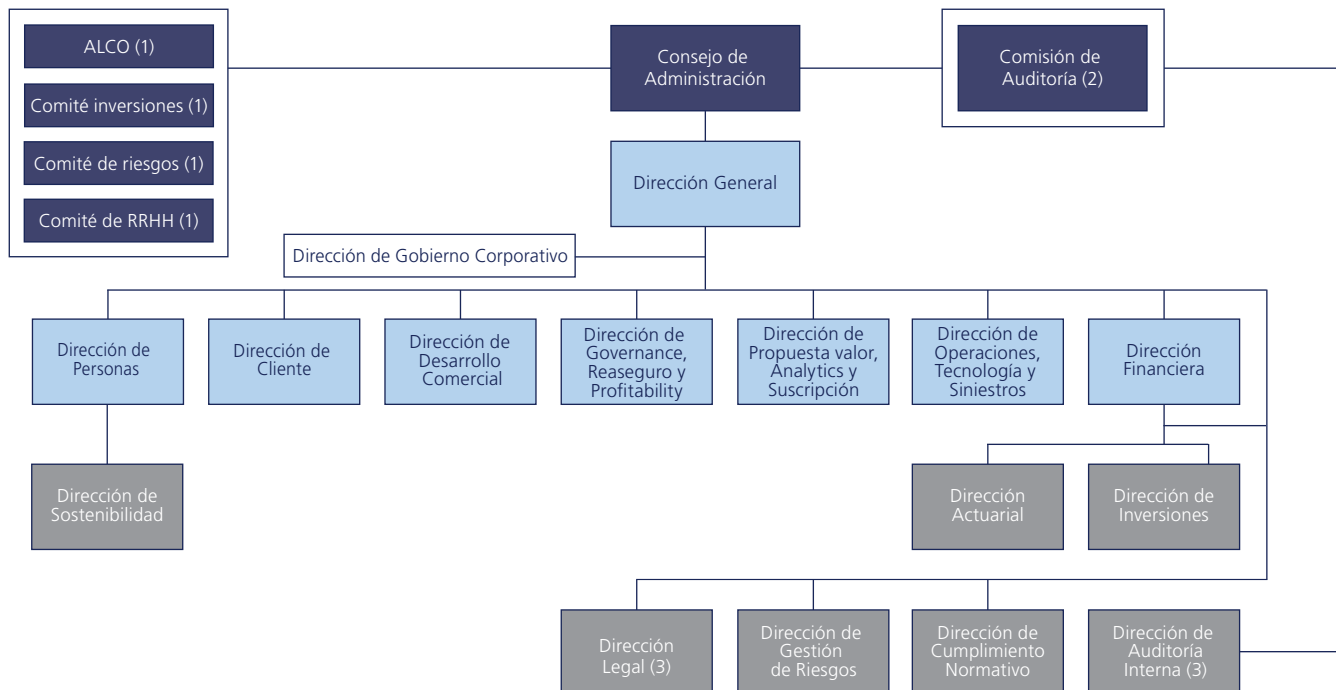 ALCO (1)
Comité inversiones (1)
Comité de riesgos (1)
Comité de RRHH (1)
Consejo de
Administración
Comisión de
Auditoría (2)
Dirección General
Dirección de Gobierno Corporativo
Dirección de
Personas
Dirección de
Cliente
Dirección de
Desarrollo
Comercial
Dirección de
Governance,
Reaseguro y
Profitability
Dirección de
Propuesta valor,
Analytics y
Suscripción
Dirección de
Operaciones,
Tecnología y
Siniestros
Dirección
Financiera
Dirección de
Sostenibilidad
Dirección
Actuarial
Dirección de
Inversiones
Dirección
Legal (3)
Dirección de
Gestión
de Riesgos
Dirección de
Cumplimiento
Normativo
Dirección de
Auditoría
Interna (3)